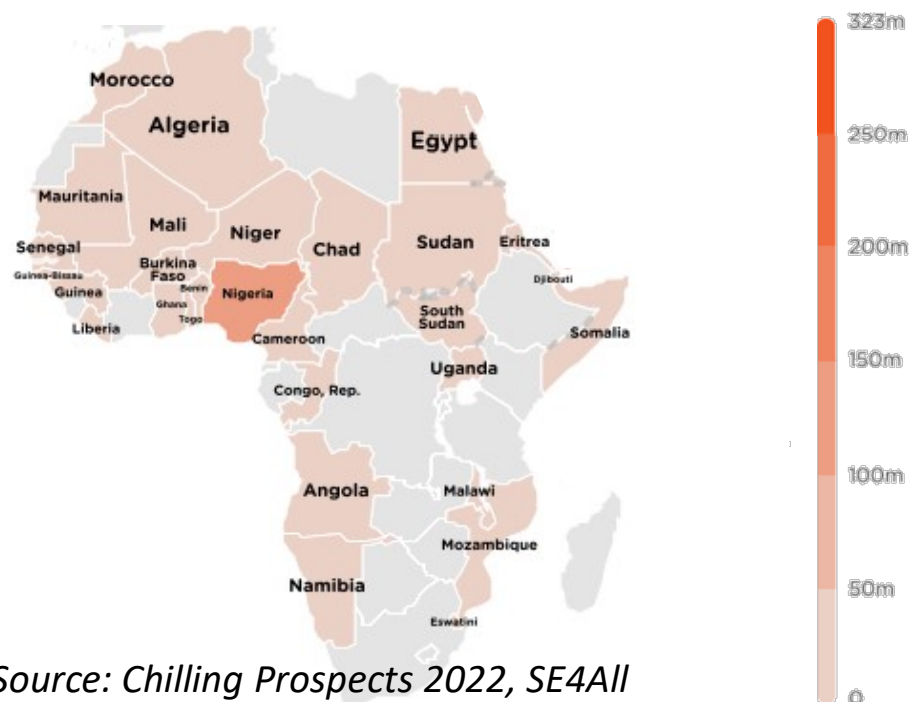 323m
Morocco
Algeria
250m
Egypt
Mauritania
Mali
Niger
Chad
Sudan
Eritrea
200m
Senegal
Burkina
Faso
Guinea-Bissau
Benin
Nigeria
Djibouti
Guinea
Ghana
Togo
South
Sudan
Liberia
Cameroon
Somalia
150m
Uganda
Congo, Rep.
100m
Angola
Malawi
Mozambique
Namibia
50m
Eswatini
Source: Chilling Prospects 2022, SE4All
0